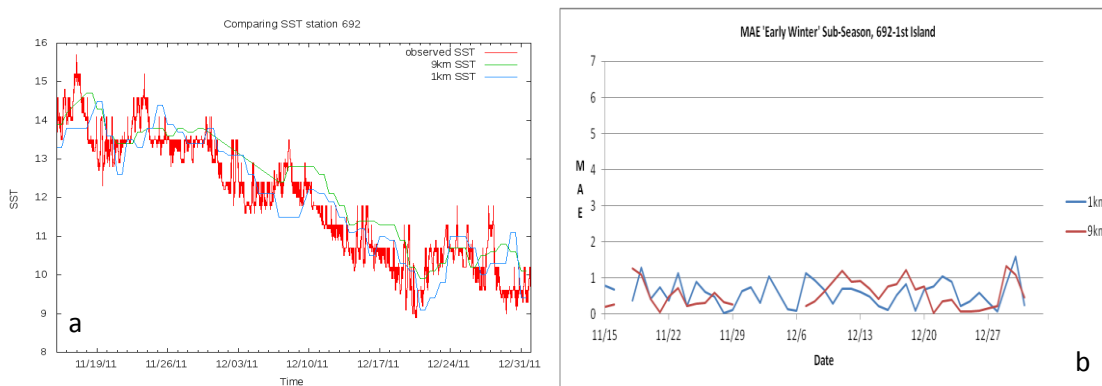 Comparing SST station 692
observed SST
9km SST
1km SST
16
15
14
13
12
11
10
9
8
SST
11/19/11
11/26/11
12/03/11
12/10/11
12/17/11
12/24/11
12/31/11
Time
a
MAE 'Early Winter' Sub-Season, 692-1st Island
7
6
5
4
3
2
1
0
M
A
E
11/15
11/22
11/29
12/6
12/13
12/20
12/27
Date
1km
9km
b